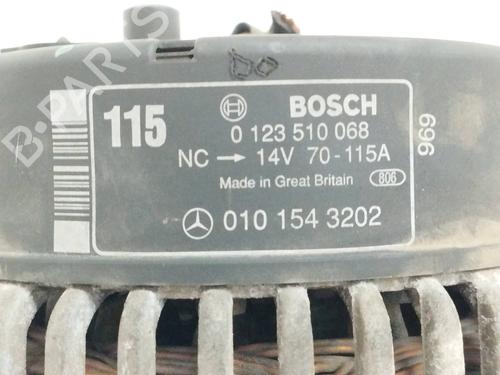 B-PARTS
115
BOSCH
0 123 510 068
NC → 14V 70-115A
Made in Great Britain 806
010 154 3202
969